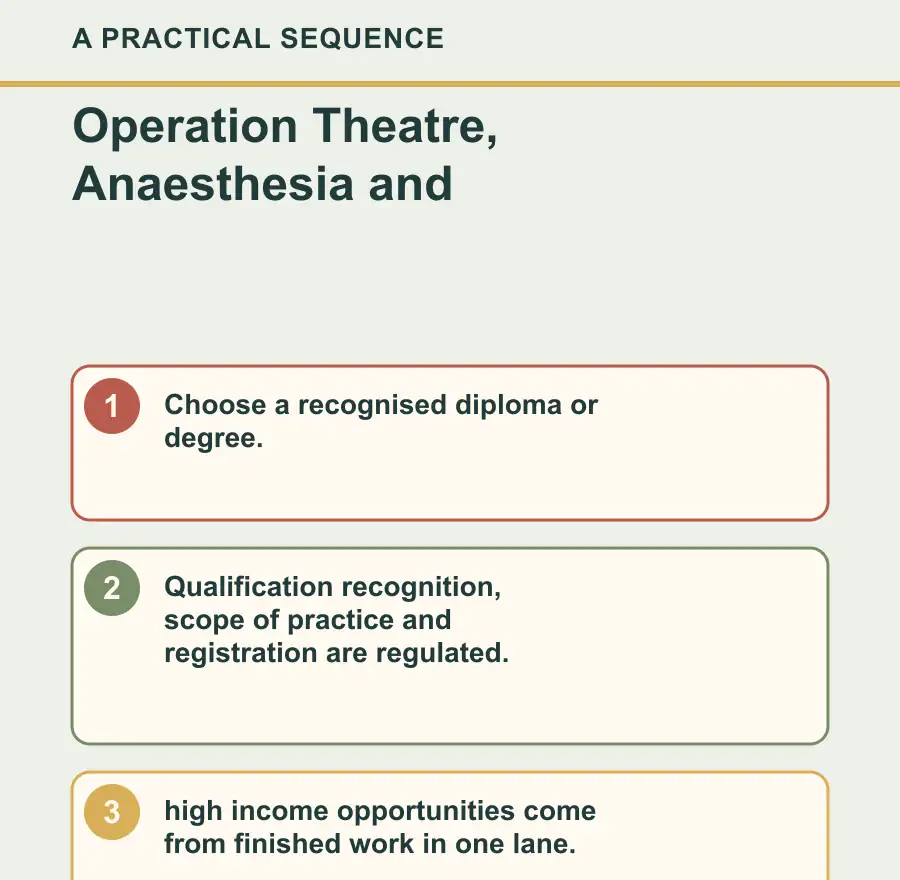 A PRACTICAL SEQUENCE
Operation Theatre,
Anaesthesia and
1
Choose a recognised diploma or
degree.
2
Qualification recognition,
scope of practice and
registration are regulated.
3
high income opportunities come
from finished work in one lane.